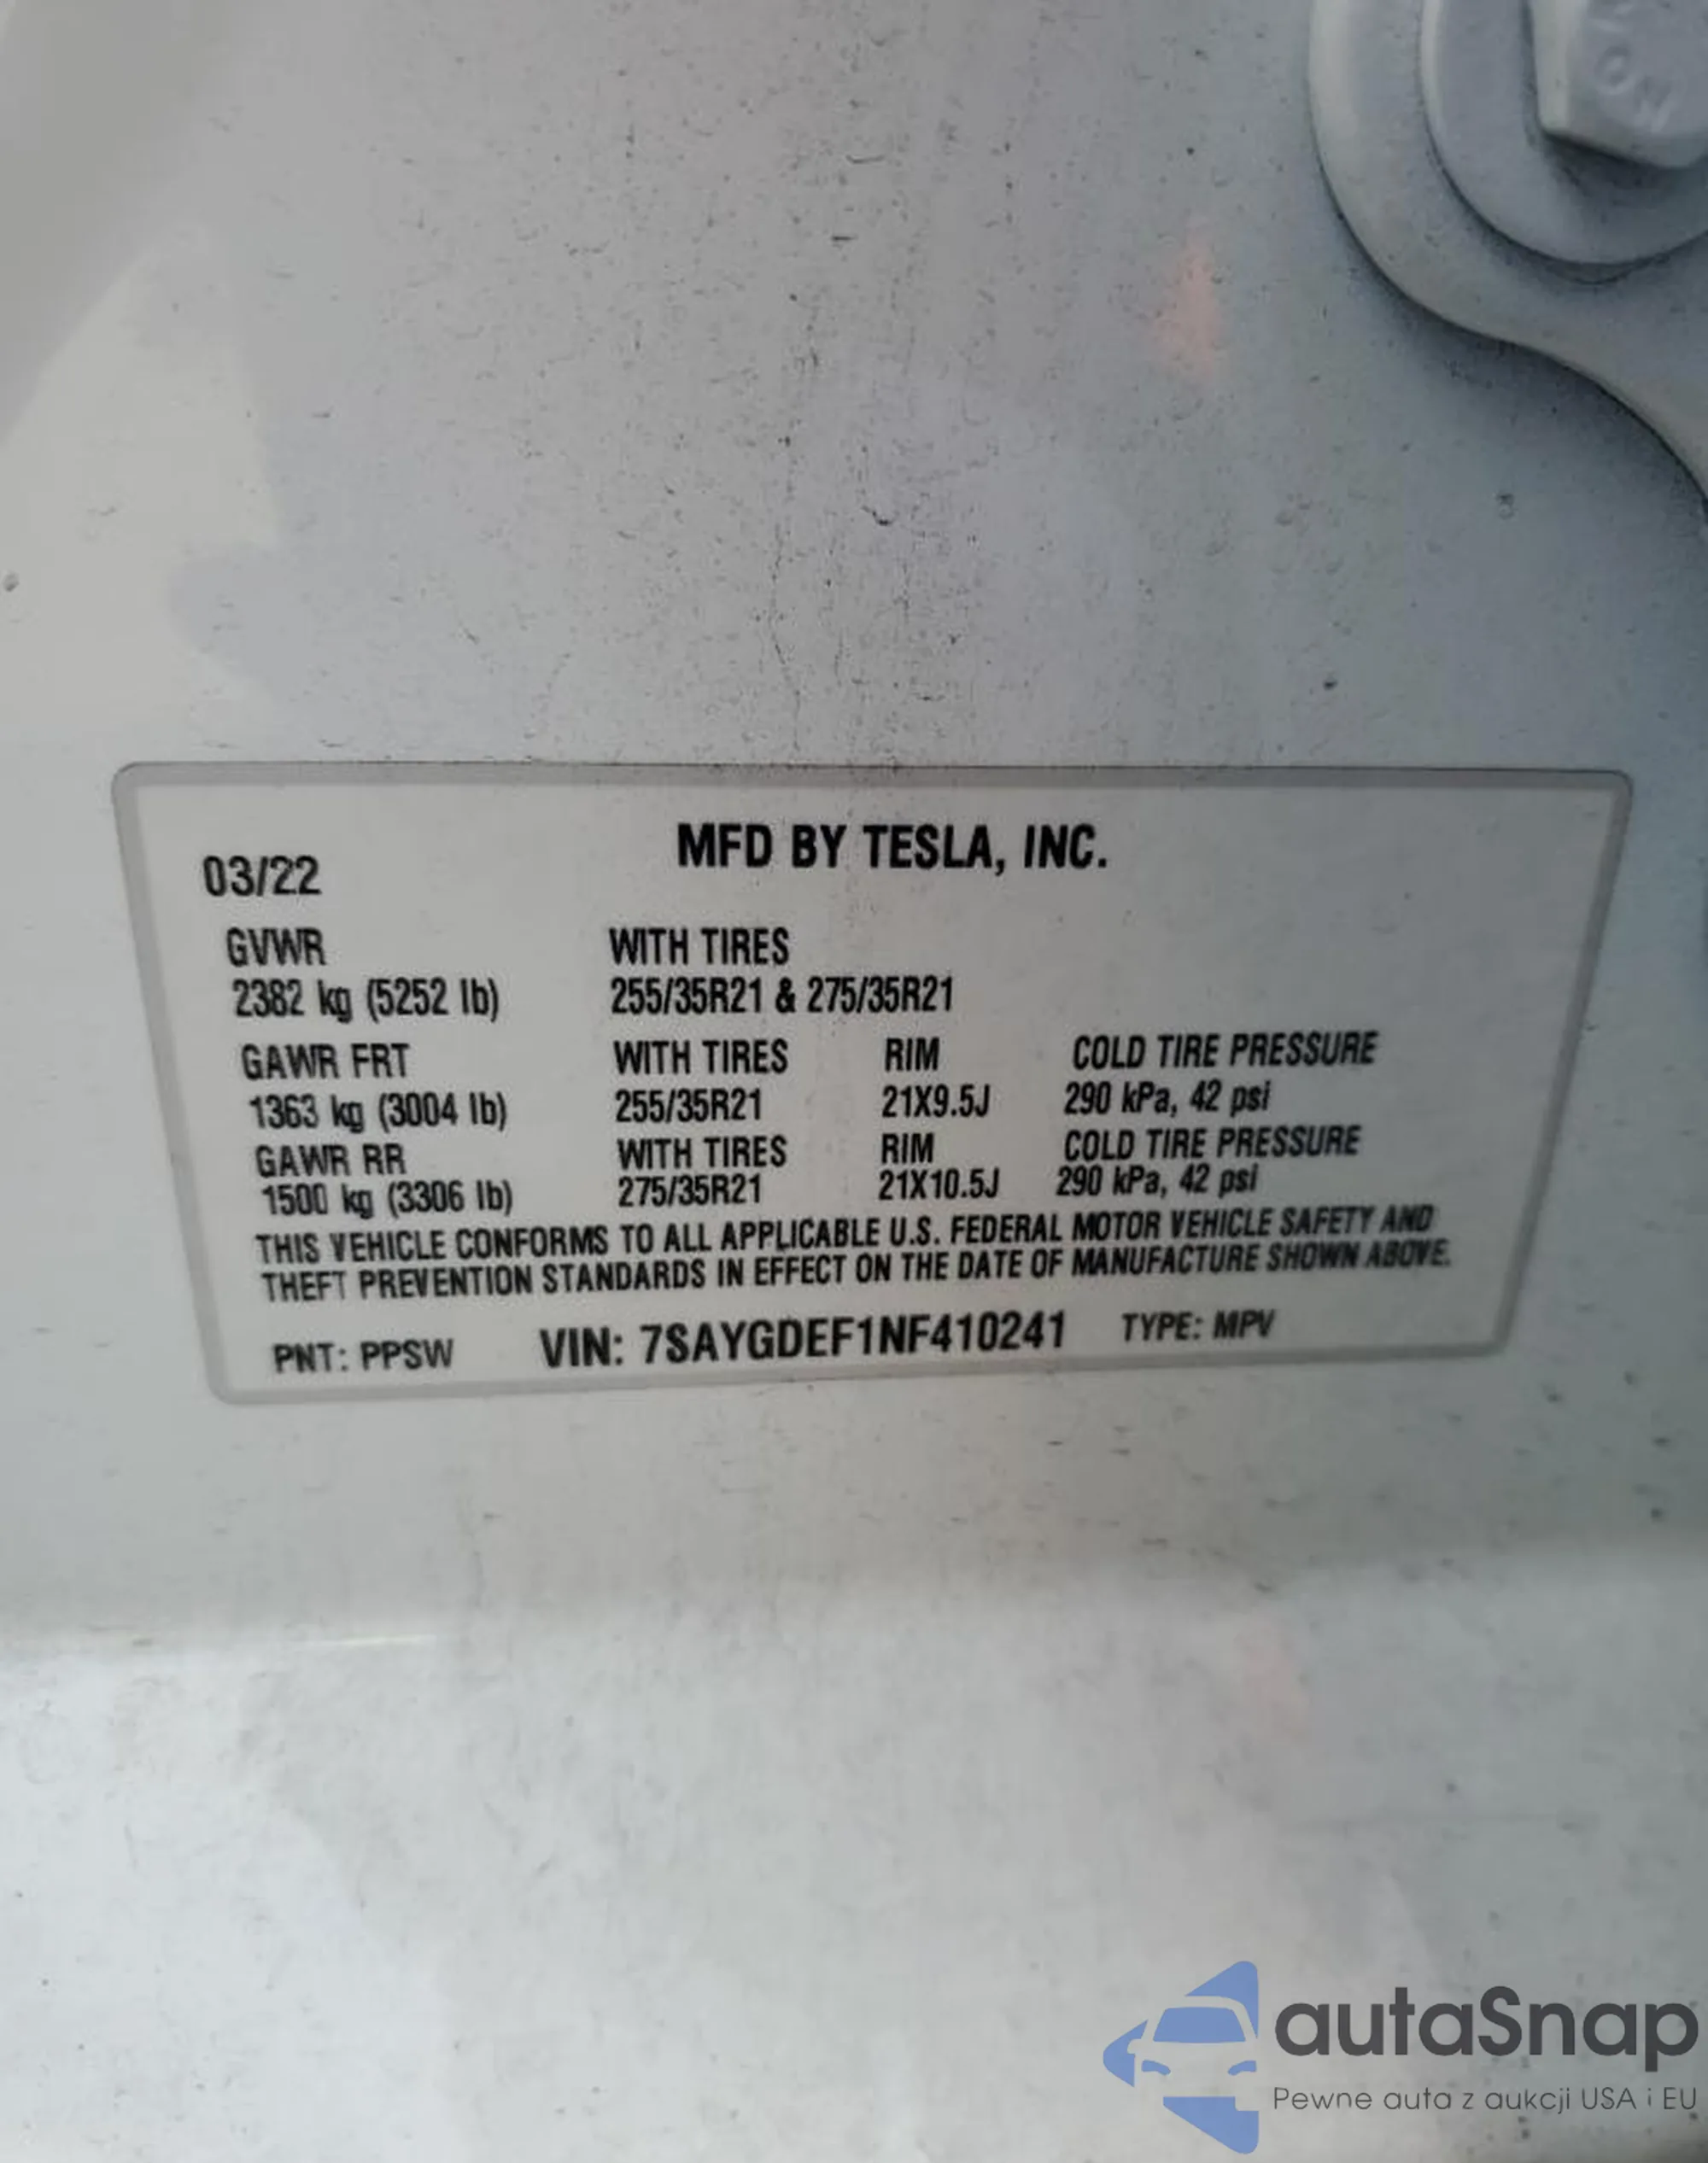 MFD BY TESLA, INC.
03/22
GVWR WITH TIRES
2382 kg (5252 lb) 255/35R21 & 275/35R21
GAWR FRT WITH TIRES RIM COLD TIRE PRESSURE
1363 kg (3004 lb) 255/35R21 21X9.5J 290 kPa, 42 psi
GAWR RR WITH TIRES RIM COLD TIRE PRESSURE
1500 kg (3306 lb) 275/35R21 21X10.5J 290 kPa, 42 psi
THIS VEHICLE CONFORMS TO ALL APPLICABLE U.S. FEDERAL MOTOR VEHICLE SAFETY AND
THEFT PREVENTION STANDARDS IN EFFECT ON THE DATE OF MANUFACTURE SHOWN ABOVE.
PNT: PPSW VIN: 7SAYGDEF1NF410241 TYPE: MPV
autaSnap
Pewne auta z aukcji USA i EU